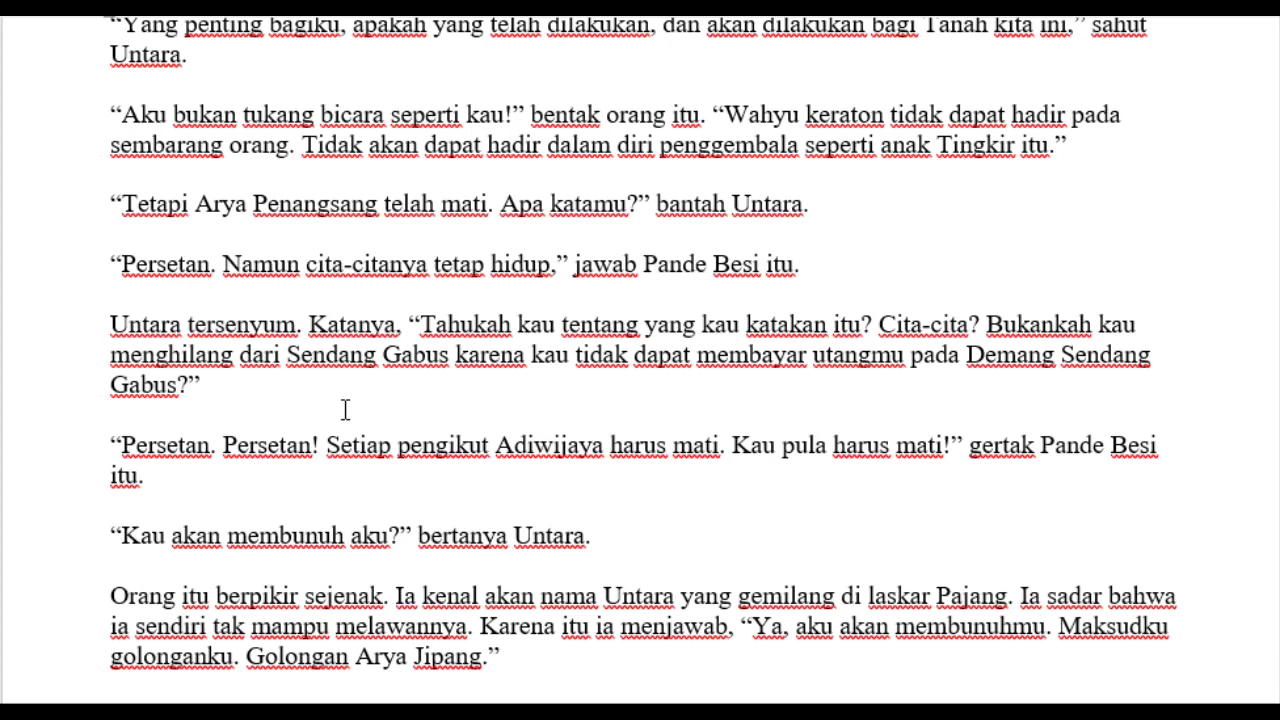 “Yang penting bagiku, apakah yang telah dilakukan, dan akan dilakukan bagi Tanah kita ini,” sahut
Untara.
“Aku bukan tukang bicara seperti kau!” bentak orang itu. “Wahyu keraton tidak dapat hadir pada
sembarang orang. Tidak akan dapat hadir dalam diri penggembala seperti anak Tingkir itu.”
“Tetapi Arya Penangsang telah mati. Apa katamu?” bantah Untara.
“Persetan. Namun cita-citanya tetap hidup,” jawab Pande Besi itu.
Untara tersenyum. Katanya, “Tahukah kau tentang yang kau katakan itu? Cita-cita? Bukankah kau
menghilang dari Sendang Gabus karena kau tidak dapat membayar utangmu pada Demang Sendang
Gabus?”
“Persetan. Persetan! Setiap pengikut Adiwijaya harus mati. Kau pula harus mati!” gertak Pande Besi
itu.
“Kau akan membunuh aku?” bertanya Untara.
Orang itu berpikir sejenak. Ia kenal akan nama Untara yang gemilang di laskar Pajang. Ia sadar bahwa
ia sendiri tak mampu melawannya. Karena itu ia menjawab, “Ya, aku akan membunuhmu. Maksudku
golonganku. Golongan Arya Jipang.”